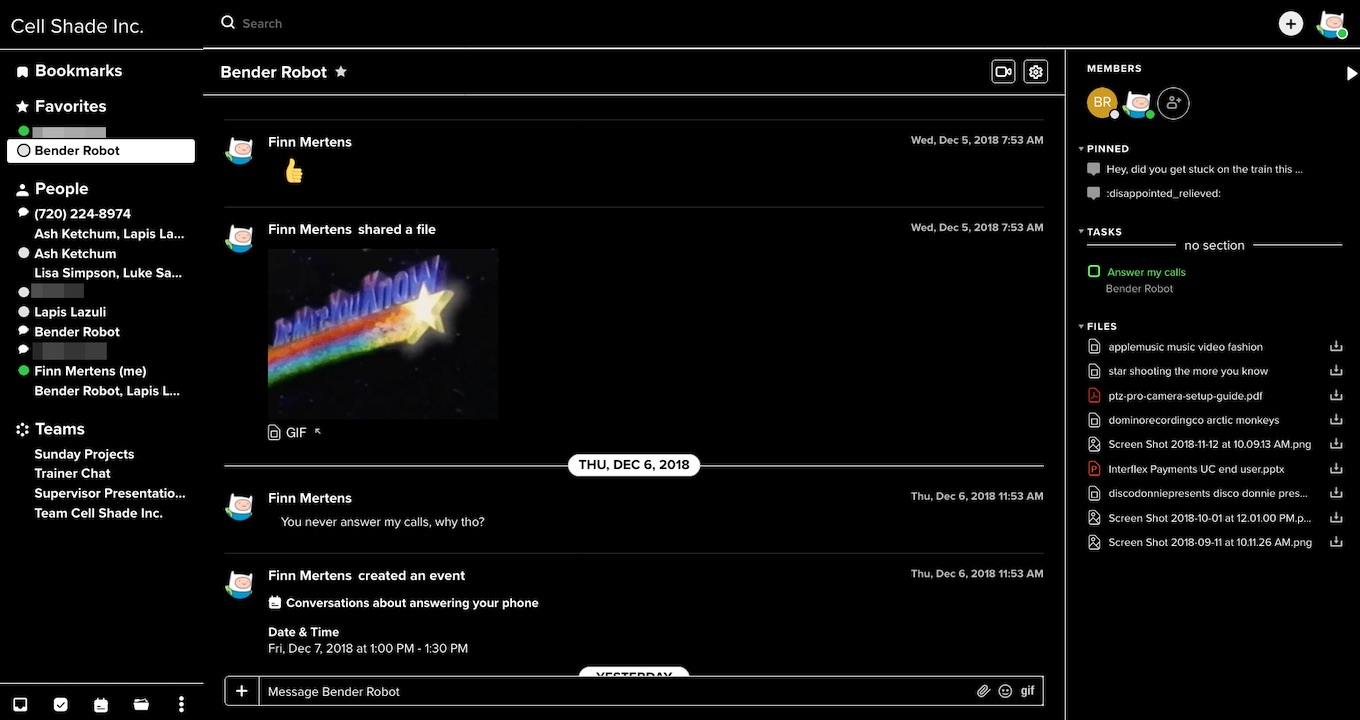 Cell Shade Inc.
Search
Bookmarks
Favorites
Bender Robot
People
(720) 224-8974
Ash Ketchum, Lapis La...
Ash Ketchum
Lisa Simpson, Luke Sa...
Lapis Lazuli
Bender Robot
Finn Mertens (me)
Bender Robot, Lapis L...
Teams
Sunday Projects
Trainer Chat
Supervisor Presentatio...
Team Cell Shade Inc.
Bender Robot
Finn Mertens Wed, Dec 5, 2018 7:53 AM
Finn Mertens shared a file Wed, Dec 5, 2018 7:53 AM
The More You Know
GIF
THU, DEC 6, 2018
Finn Mertens Thu, Dec 6, 2018 11:53 AM
You never answer my calls, why tho?
Finn Mertens created an event Thu, Dec 6, 2018 11:53 AM
Conversations about answering your phone
Date & Time
Fri, Dec 7, 2018 at 1:00 PM - 1:30 PM
YESTERDAY
Message Bender Robot
gif
MEMBERS
BR
PINNED
Hey, did you get stuck on the train this ...
:disappointed_relieved:
TASKS
no section
Answer my calls
Bender Robot
FILES
applemusic music video fashion
star shooting the more you know
ptz-pro-camera-setup-guide.pdf
dominorecordingco arctic monkeys
Screen Shot 2018-11-12 at 10.09.13 AM.png
Interflex Payments UC end user.pptx
discodonniepresents disco donnie pres...
Screen Shot 2018-10-01 at 12.01.00 PM.p...
Screen Shot 2018-09-11 at 10.11.26 AM.png